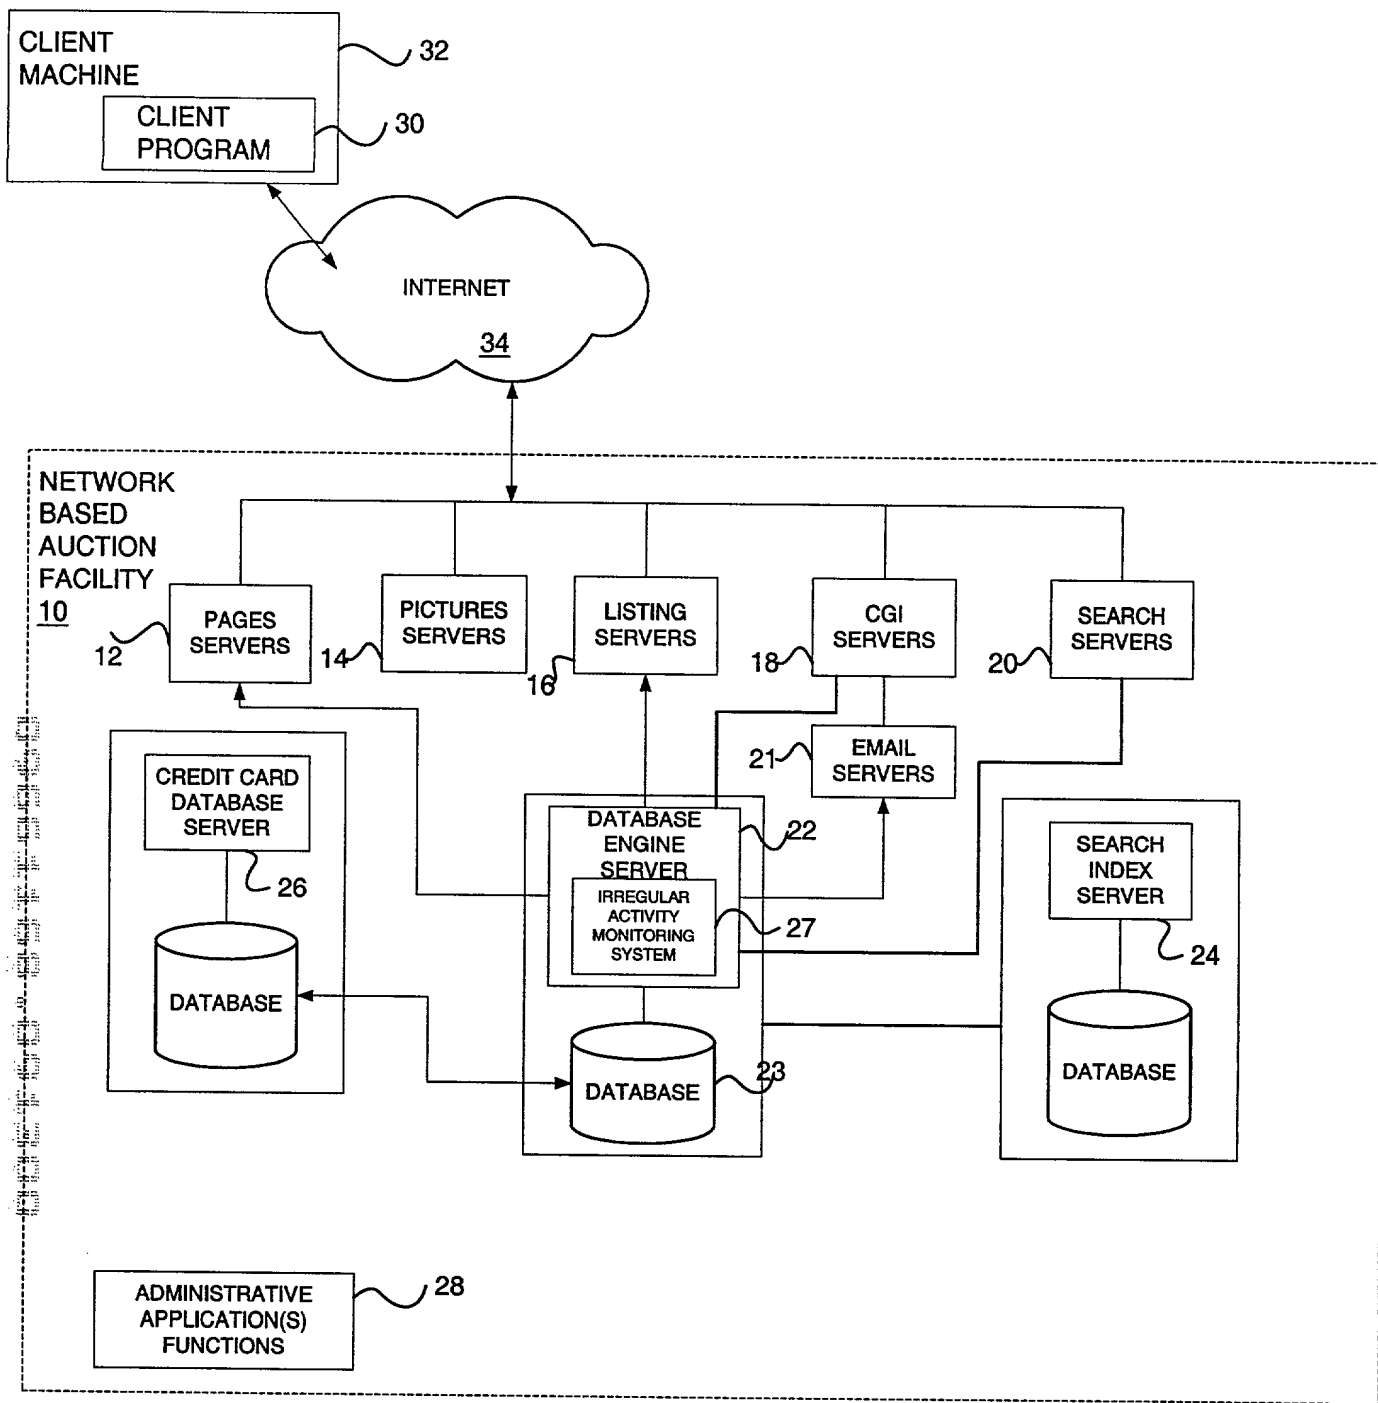 CLIENT
MACHINE
32
CLIENT
PROGRAM
30
INTERNET
34
NETWORK
BASED
AUCTION
FACILITY
10
PAGES
SERVERS
12
PICTURES
SERVERS
14
LISTING
SERVERS
16
CGI
SERVERS
18
SEARCH
SERVERS
20
EMAIL
SERVERS
21
CREDIT CARD
DATABASE
SERVER
26
DATABASE
DATABASE
ENGINE
SERVER
22
IRREGULAR
ACTIVITY
MONITORING
SYSTEM
27
DATABASE
23
SEARCH
INDEX
SERVER
24
DATABASE
ADMINISTRATIVE
APPLICATION(S)
FUNCTIONS
28